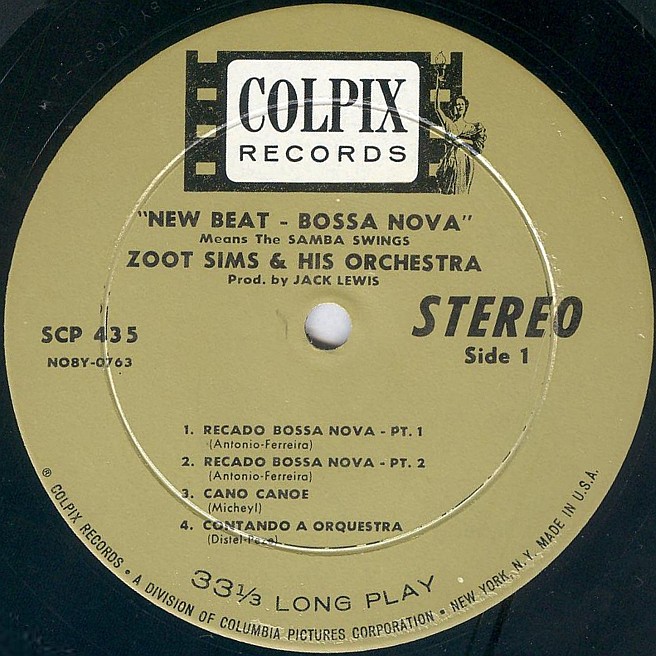 COLPIX
RECORDS
"NEW BEAT - BOSSA NOVA"
Means The SAMBA SWINGS
ZOOT SIMS & HIS ORCHESTRA
Prod. by JACK LEWIS
SCP 435
NO8Y-0763
STEREO
Side 1
1. RECADO BOSSA NOVA - PT. 1
(Antonio-Ferreira)
2. RECADO BOSSA NOVA - PT. 2
(Antonio-Ferreira)
3. CANO CANOE
(Micheyl)
4. CONTANDO A ORQUESTRA
33⅓ LONG PLAY
® COLPIX RECORDS • A DIVISION OF COLUMBIA PICTURES CORPORATION • NEW YORK, N.Y. MADE IN U.S.A.